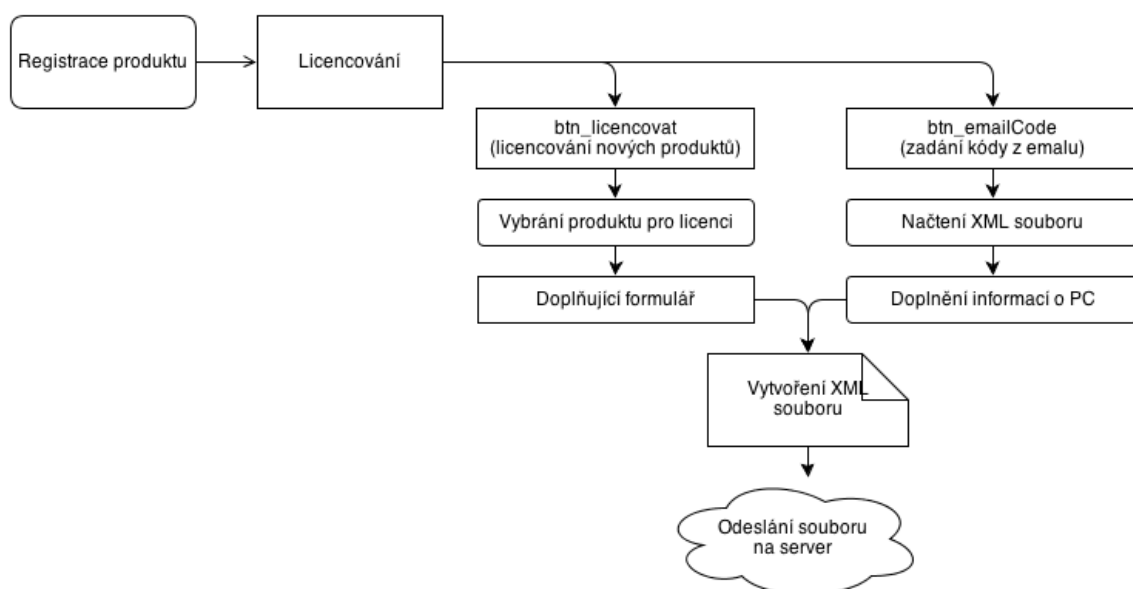 Registrace produktu
Licencování
btn_licencovat
(licencování nových produktů)
btn_emailCode
(zadání kódy z emalu)
Vybrání produktu pro licenci
Načtení XML souboru
Doplňující formulář
Doplnění informací o PC
Vytvoření XML
souboru
Odeslání souboru
na server